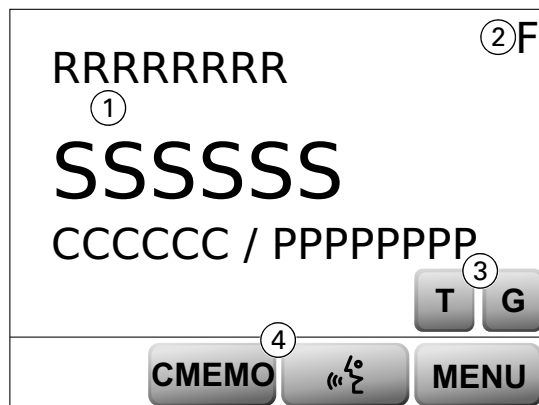 ②F
RRRRRRRR
①
SSSSSS
CCCCCC / PPPPPPPP
③
T G
④
CMEMO MENU